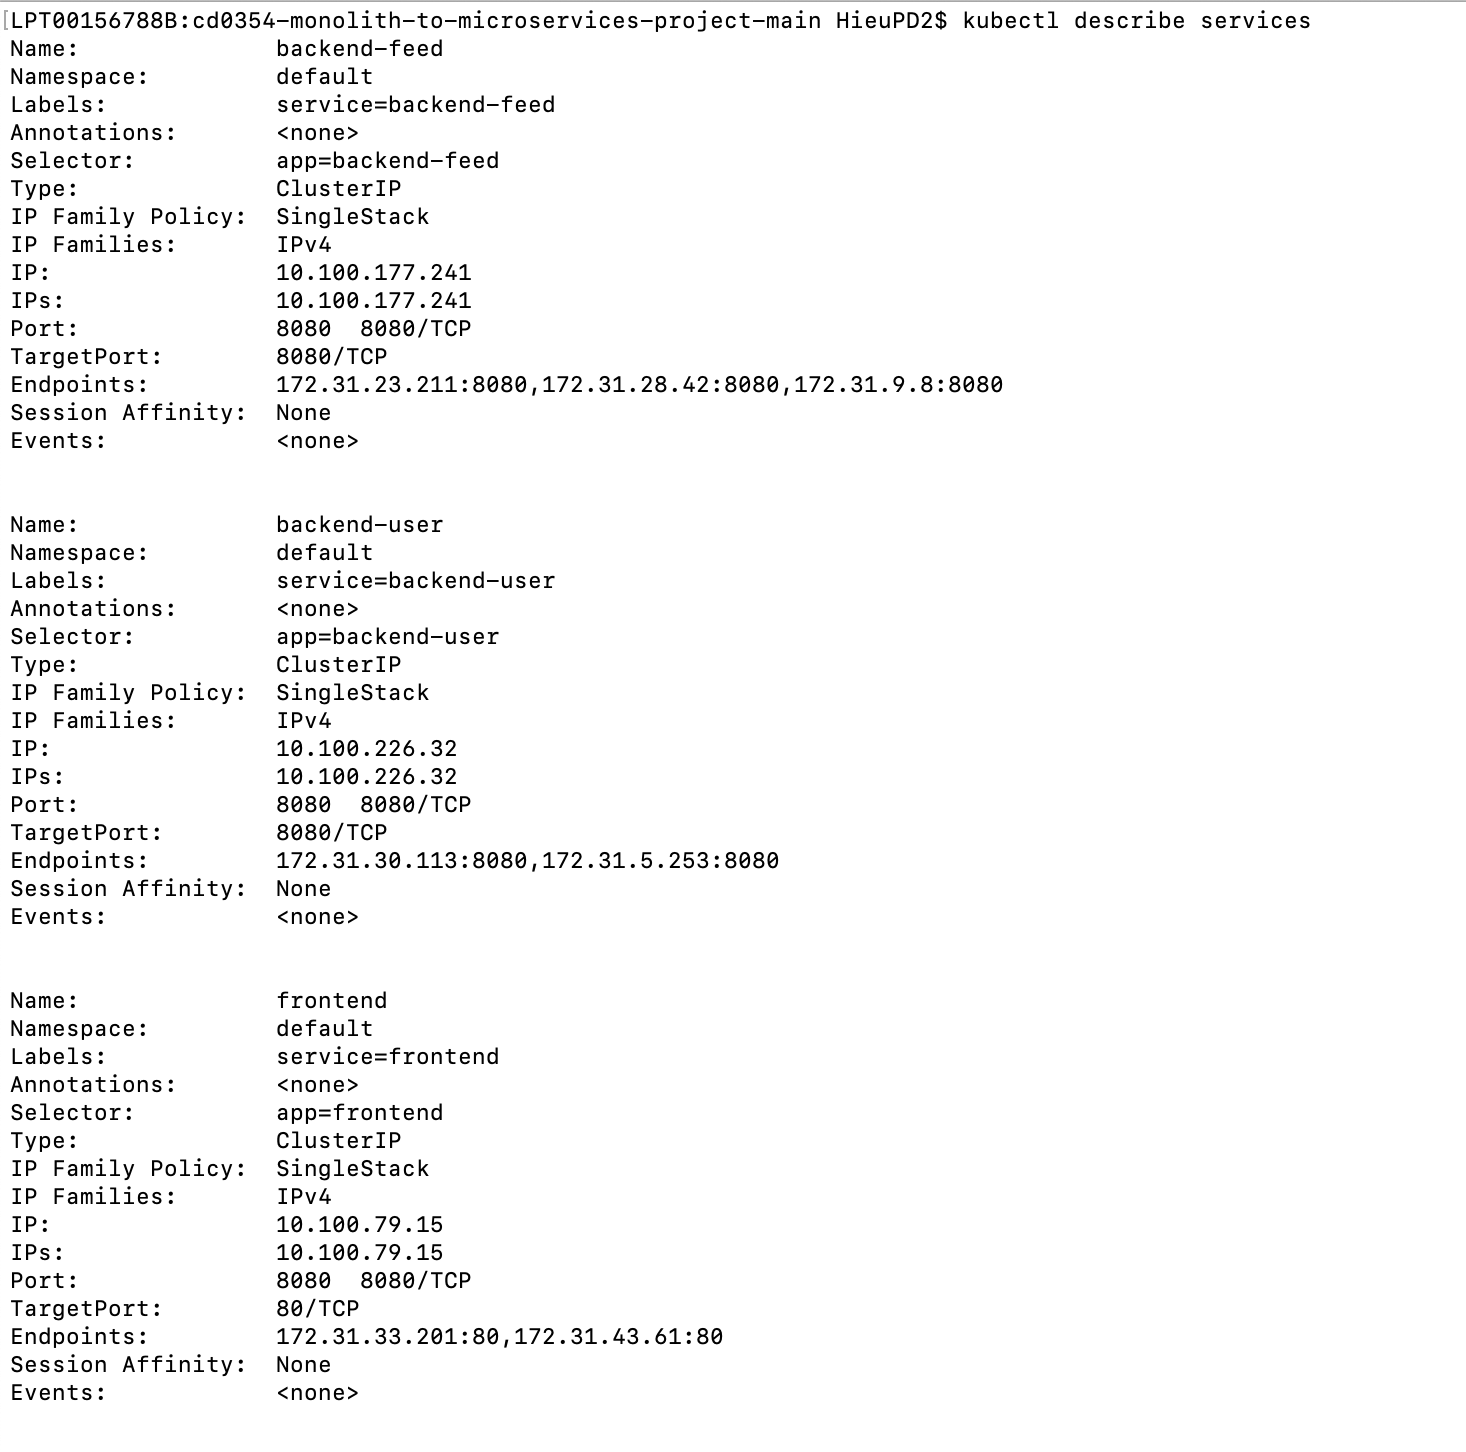 [LPT00156788B:cd0354-monolith-to-microservices-project-main HieuPD2$ kubectl describe services
Name:              backend-feed
Namespace:         default
Labels:            service=backend-feed
Annotations:       <none>
Selector:          app=backend-feed
Type:              ClusterIP
IP Family Policy:  SingleStack
IP Families:       IPv4
IP:                10.100.177.241
IPs:               10.100.177.241
Port:              8080  8080/TCP
TargetPort:        8080/TCP
Endpoints:         172.31.23.211:8080,172.31.28.42:8080,172.31.9.8:8080
Session Affinity:  None
Events:            <none>

Name:              backend-user
Namespace:         default
Labels:            service=backend-user
Annotations:       <none>
Selector:          app=backend-user
Type:              ClusterIP
IP Family Policy:  SingleStack
IP Families:       IPv4
IP:                10.100.226.32
IPs:               10.100.226.32
Port:              8080  8080/TCP
TargetPort:        8080/TCP
Endpoints:         172.31.30.113:8080,172.31.5.253:8080
Session Affinity:  None
Events:            <none>

Name:              frontend
Namespace:         default
Labels:            service=frontend
Annotations:       <none>
Selector:          app=frontend
Type:              ClusterIP
IP Family Policy:  SingleStack
IP Families:       IPv4
IP:                10.100.79.15
IPs:               10.100.79.15
Port:              8080  8080/TCP
TargetPort:        80/TCP
Endpoints:         172.31.33.201:80,172.31.43.61:80
Session Affinity:  None
Events:            <none>